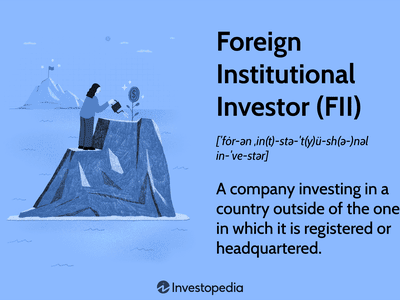 Foreign
Institutional
Investor (FII)
[ˈfȯr-ən ˌin(t)-stə-ˈt(y)ü-sh(ə-)nəl
in-ˈve-stər]
A company investing in a
country outside of the one
in which it is registered or
headquartered.
Investopedia